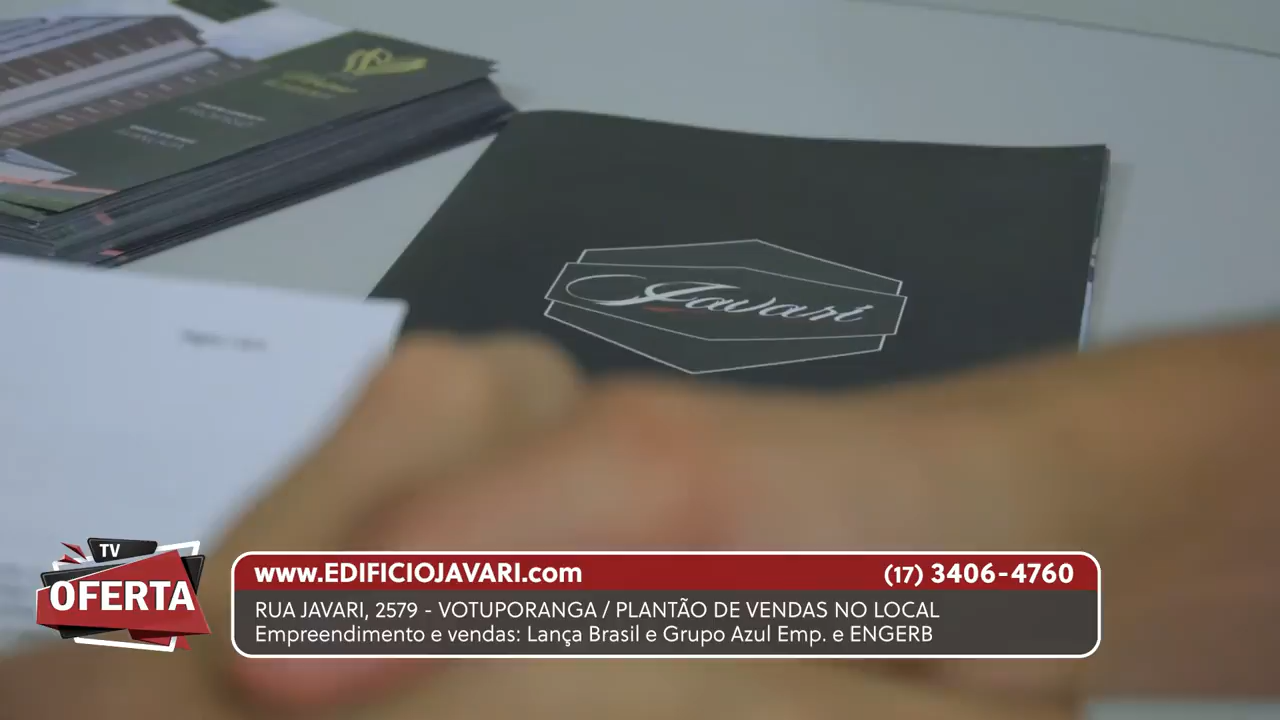 Javari
TV
OFERTA
www.EDIFICIOJAVARI.com
(17) 3406-4760
RUA JAVARI, 2579 - VOTUPORANGA / PLANTÃO DE VENDAS NO LOCAL
Empreendimento e vendas: Lança Brasil e Grupo Azul Emp. e ENGERB